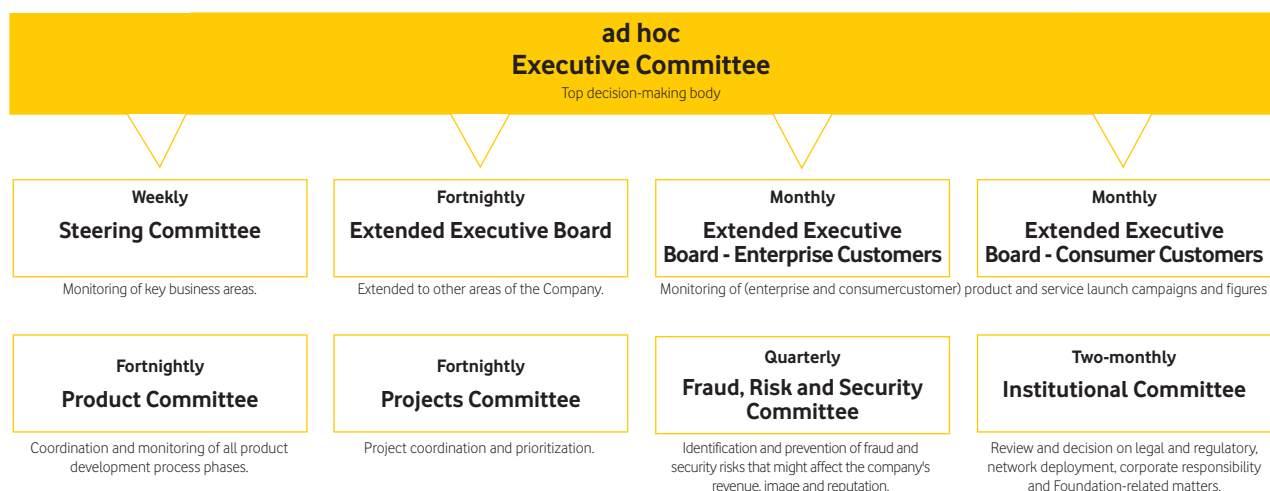 ad hoc
Executive Committee
Top decision-making body
Weekly
Steering Committee
Monitoring of key business areas.
Fortnightly
Extended Executive Board
Extended to other areas of the Company.
Monthly
Extended Executive
Board - Enterprise Customers
Monthly
Extended Executive
Board - Consumer Customers
Monitoring of (enterprise and consumercustomer) product and service launch campaigns and figures
Fortnightly
Product Committee
Coordination and monitoring of all product
development process phases.
Fortnightly
Projects Committee
Project coordination and prioritization.
Quarterly
Fraud, Risk and Security
Committee
Identification and prevention of fraud and
security risks that might affect the company's
revenue, image and reputation.
Two-monthly
Institutional Committee
Review and decision on legal and regulatory,
network deployment, corporate responsibility
and Foundation-related matters.